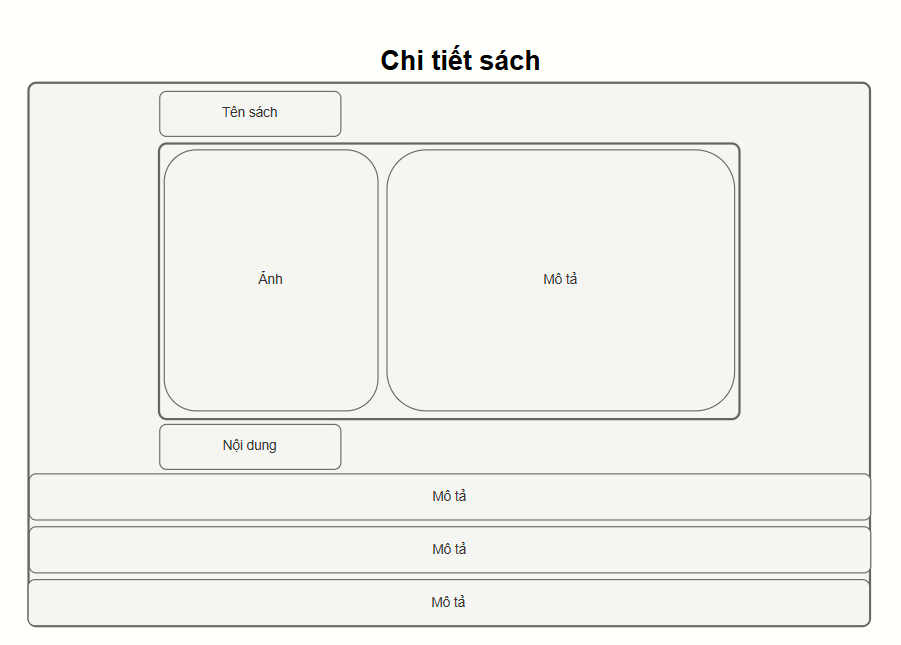 Chi tiết sách
Tên sách
Ảnh
Mô tả
Nội dung
Mô tả
Mô tả
Mô tả